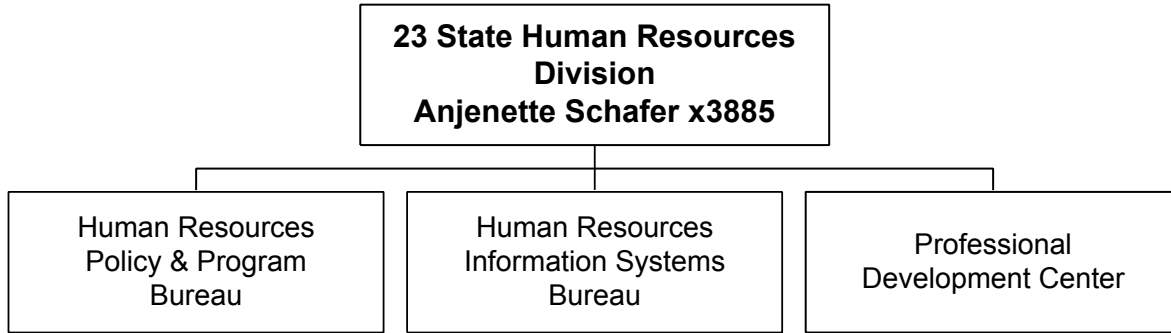 23 State Human Resources
Division
Anjenette Schafer x3885
Human Resources
Policy & Program
Bureau
Human Resources
Information Systems
Bureau
Professional
Development Center